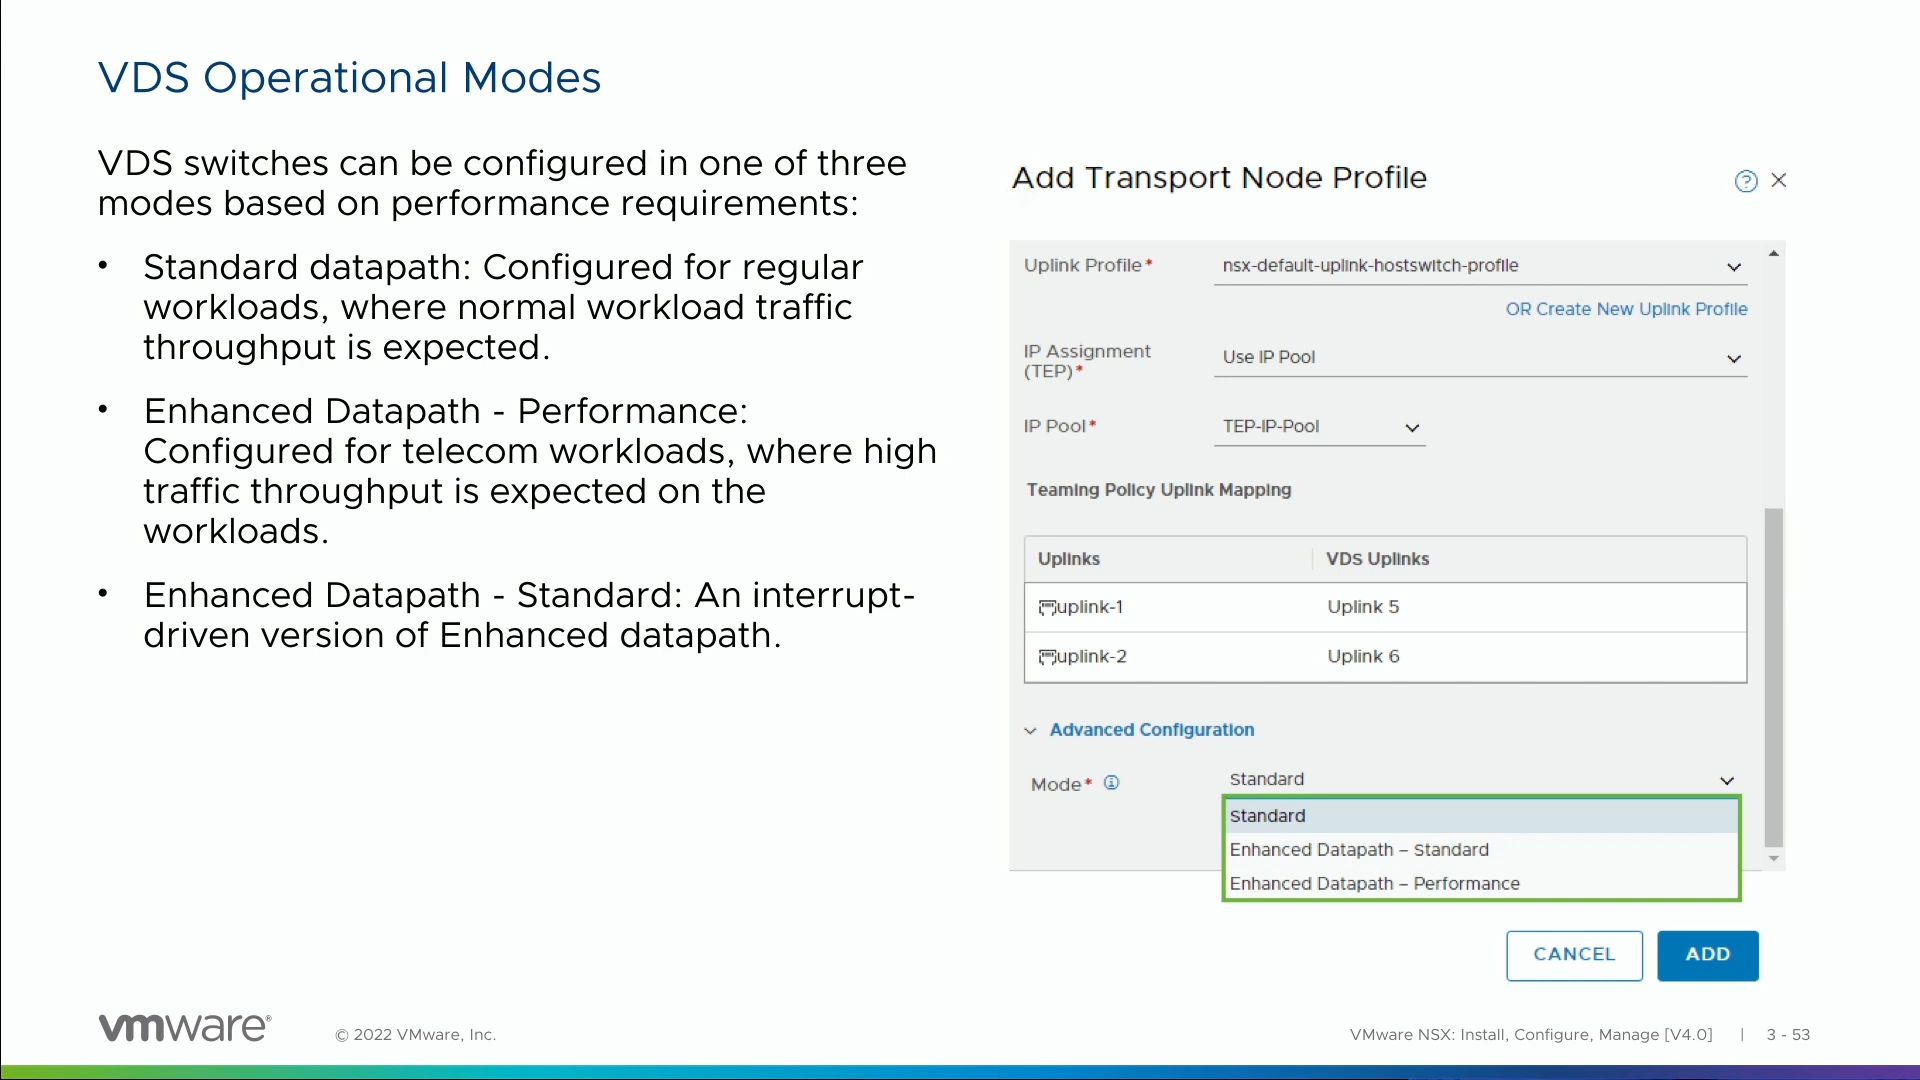 VDS Operational Modes
VDS switches can be configured in one of three
modes based on performance requirements:
• Standard datapath: Configured for regular
workloads, where normal workload traffic
throughput is expected.
• Enhanced Datapath - Performance:
Configured for telecom workloads, where high
traffic throughput is expected on the
workloads.
• Enhanced Datapath - Standard: An interrupt-
driven version of Enhanced datapath.
Add Transport Node Profile
Uplink Profile* nsx-default-uplink-hostswitch-profile
OR Create New Uplink Profile
IP Assignment
(TEP)* Use IP Pool
IP Pool* TEP-IP-Pool
Teaming Policy Uplink Mapping
Uplinks VDS Uplinks
uplink-1 Uplink 5
uplink-2 Uplink 6
Advanced Configuration
Mode* Standard
Standard
Enhanced Datapath – Standard
Enhanced Datapath – Performance
CANCEL ADD
vmware®
© 2022 VMware, Inc.
VMware NSX: Install, Configure, Manage [V4.0] | 3 - 53